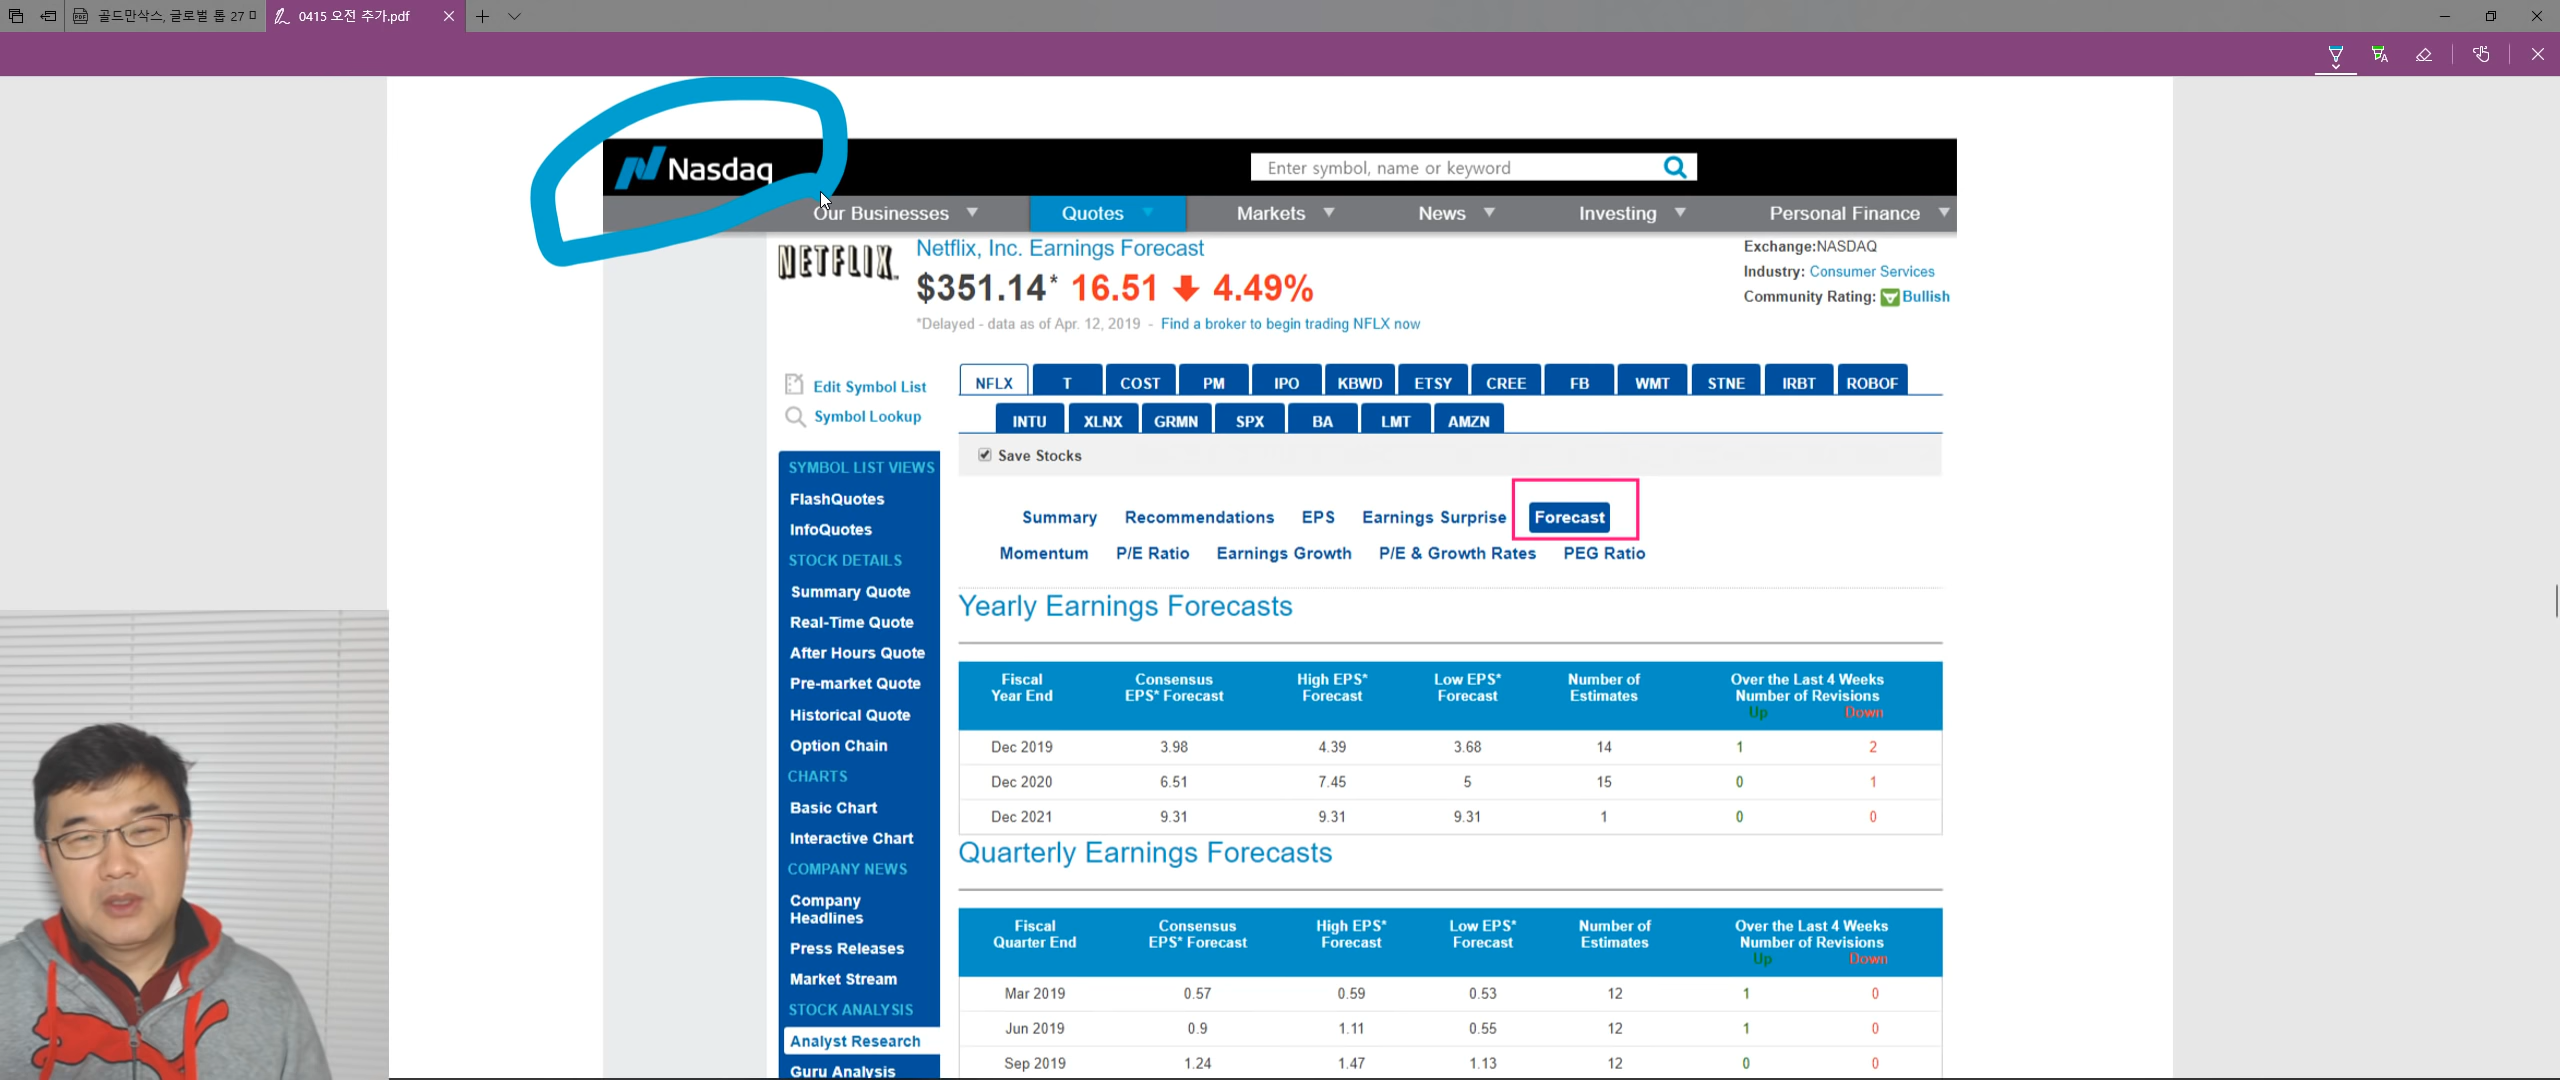 골드만삭스, 글로벌 톱 27
0415 오전 추가.pdf
Nasdaq
Enter symbol, name or keyword
Our Businesses Quotes Markets News Investing Personal Finance
NETFLIX
Netflix, Inc. Earnings Forecast
$351.14* 16.51 4.49%
*Delayed - data as of Apr. 12, 2019 - Find a broker to begin trading NFLX now
Exchange:NASDAQ
Industry: Consumer Services
Community Rating: Bullish
Edit Symbol List
Symbol Lookup
NFLX T COST PM IPO KBWD ETSY CREE FB WMT STNE IRBT ROBOF
INTU XLNX GRMN SPX BA LMT AMZN
Save Stocks
Summary Recommendations EPS Earnings Surprise Forecast
Momentum P/E Ratio Earnings Growth P/E & Growth Rates PEG Ratio
SYMBOL LIST VIEWS
FlashQuotes
InfoQuotes
STOCK DETAILS
Summary Quote
Real-Time Quote
After Hours Quote
Pre-market Quote
Historical Quote
Option Chain
CHARTS
Basic Chart
Interactive Chart
COMPANY NEWS
Company
Headlines
Press Releases
Market Stream
STOCK ANALYSIS
Analyst Research
Guru Analysis
Yearly Earnings Forecasts
Fiscal Consensus High EPS* Low EPS* Number of Over the Last 4 Weeks
Year End EPS* Forecast Forecast Forecast Estimates Number of Revisions
Up Down
Dec 2019 3.98 4.39 3.68 14 1 2
Dec 2020 6.51 7.45 5 15 0 1
Dec 2021 9.31 9.31 9.31 1 0 0
Quarterly Earnings Forecasts
Fiscal Consensus High EPS* Low EPS* Number of Over the Last 4 Weeks
Quarter End EPS* Forecast Forecast Forecast Estimates Number of Revisions
Up Down
Mar 2019 0.57 0.59 0.53 12 1 0
Jun 2019 0.9 1.11 0.55 12 1 0
Sep 2019 1.24 1.47 1.13 12 0 0